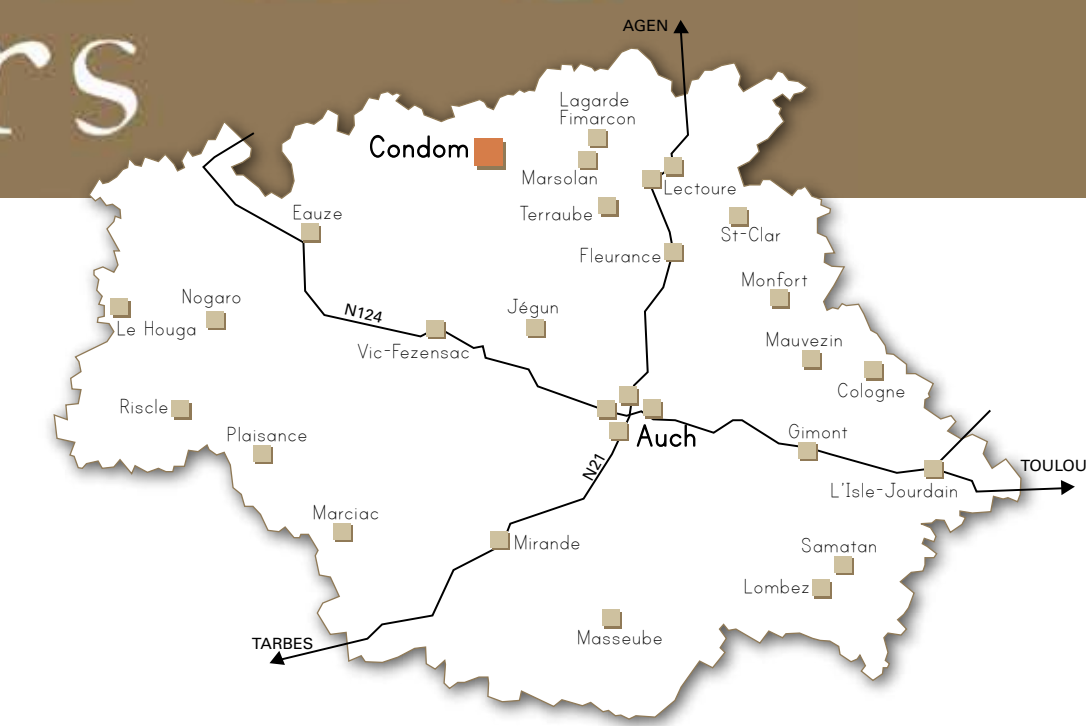 rs
AGEN
Lagarde
Fimarcon
Condom
Marsolan
Lectoure
Terraube
Eauze
St-Clar
Fleurance
Monfort
Nogaro
Jégun
N124
Le Houga
Mauvezin
Vic-Fezensac
Cologne
Riscle
Plaisance
Auch
Gimont
N21
TOULOU
L'Isle-Jourdain
Marciac
Mirande
Samatan
Lombez
Masseube
TARBES